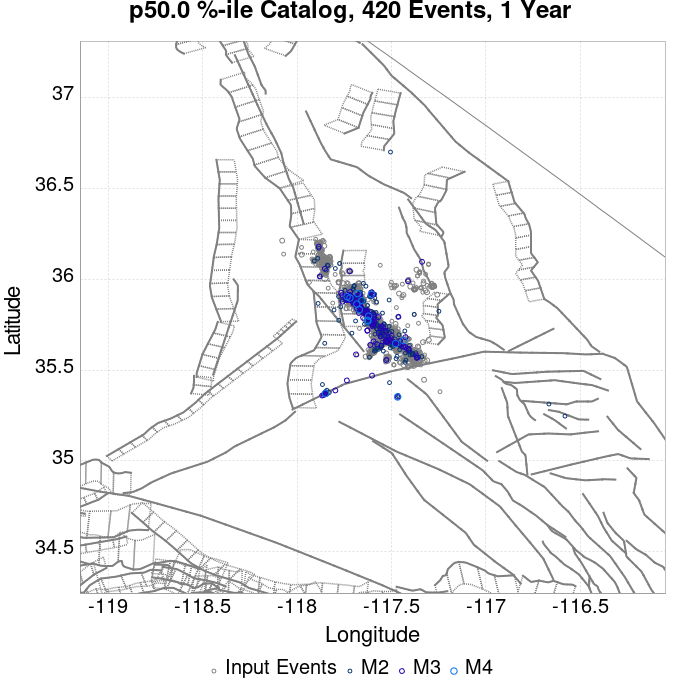 p50.0 %-ile Catalog, 420 Events, 1 Year
37
36.5
36
35.5
35
34.5
Latitude
-119
-118.5
-118
-117.5
-117
-116.5
Longitude
Input Events
M2
M3
M4